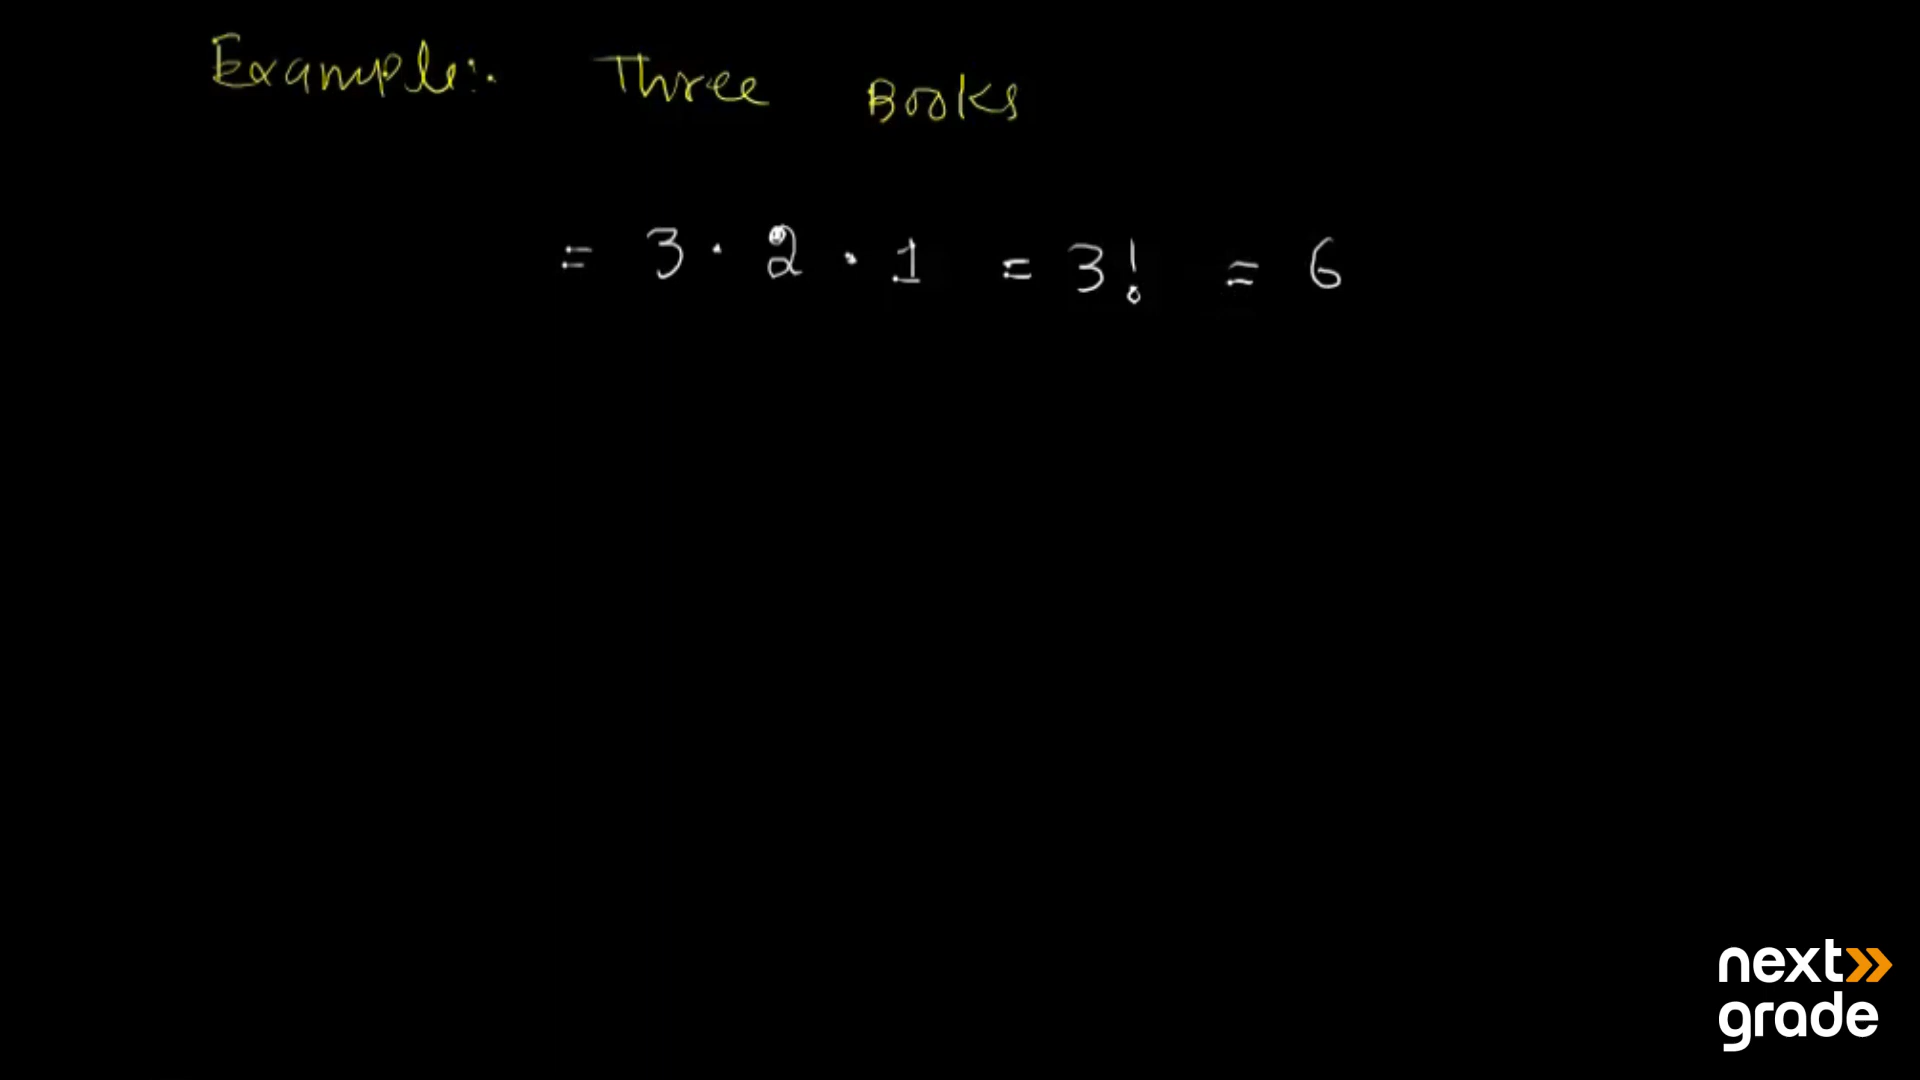 Example:. Three Books
= 3 · 2 · 1 = 3! = 6
next
grade